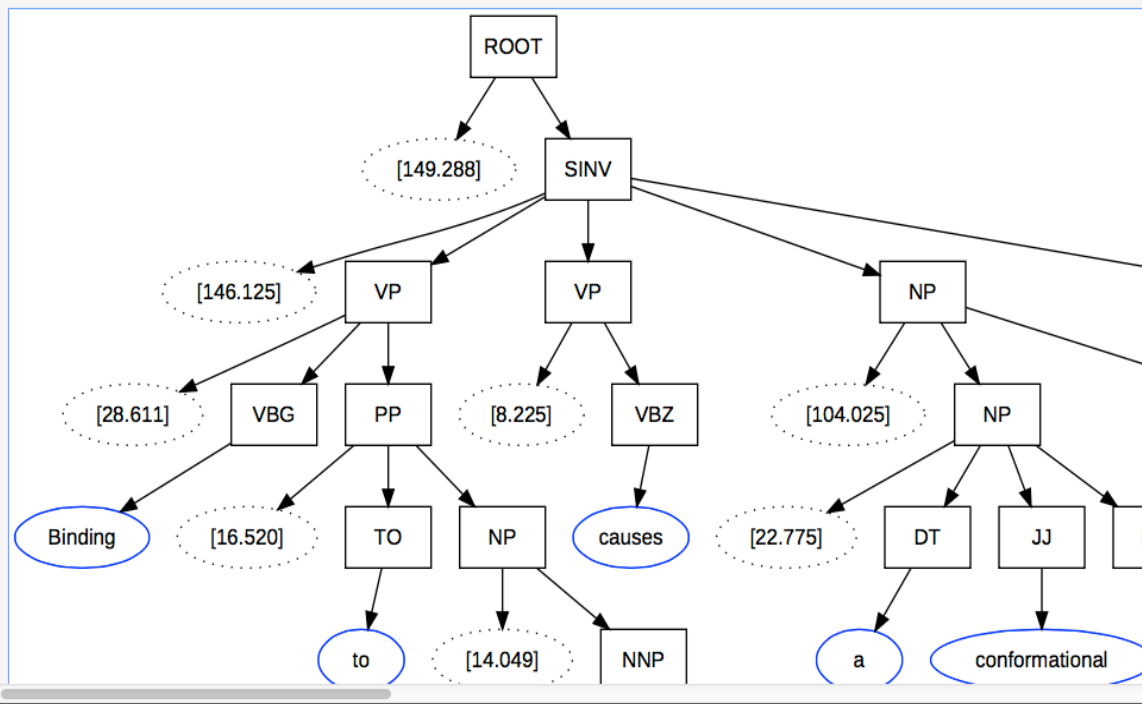 ROOT
[149.288] SINV
[146.125] VP VP NP
[28.611] VBG PP [8.225] VBZ [104.025] NP
Binding [16.520] TO NP causes [22.775] DT JJ
to [14.049] NNP a conformational